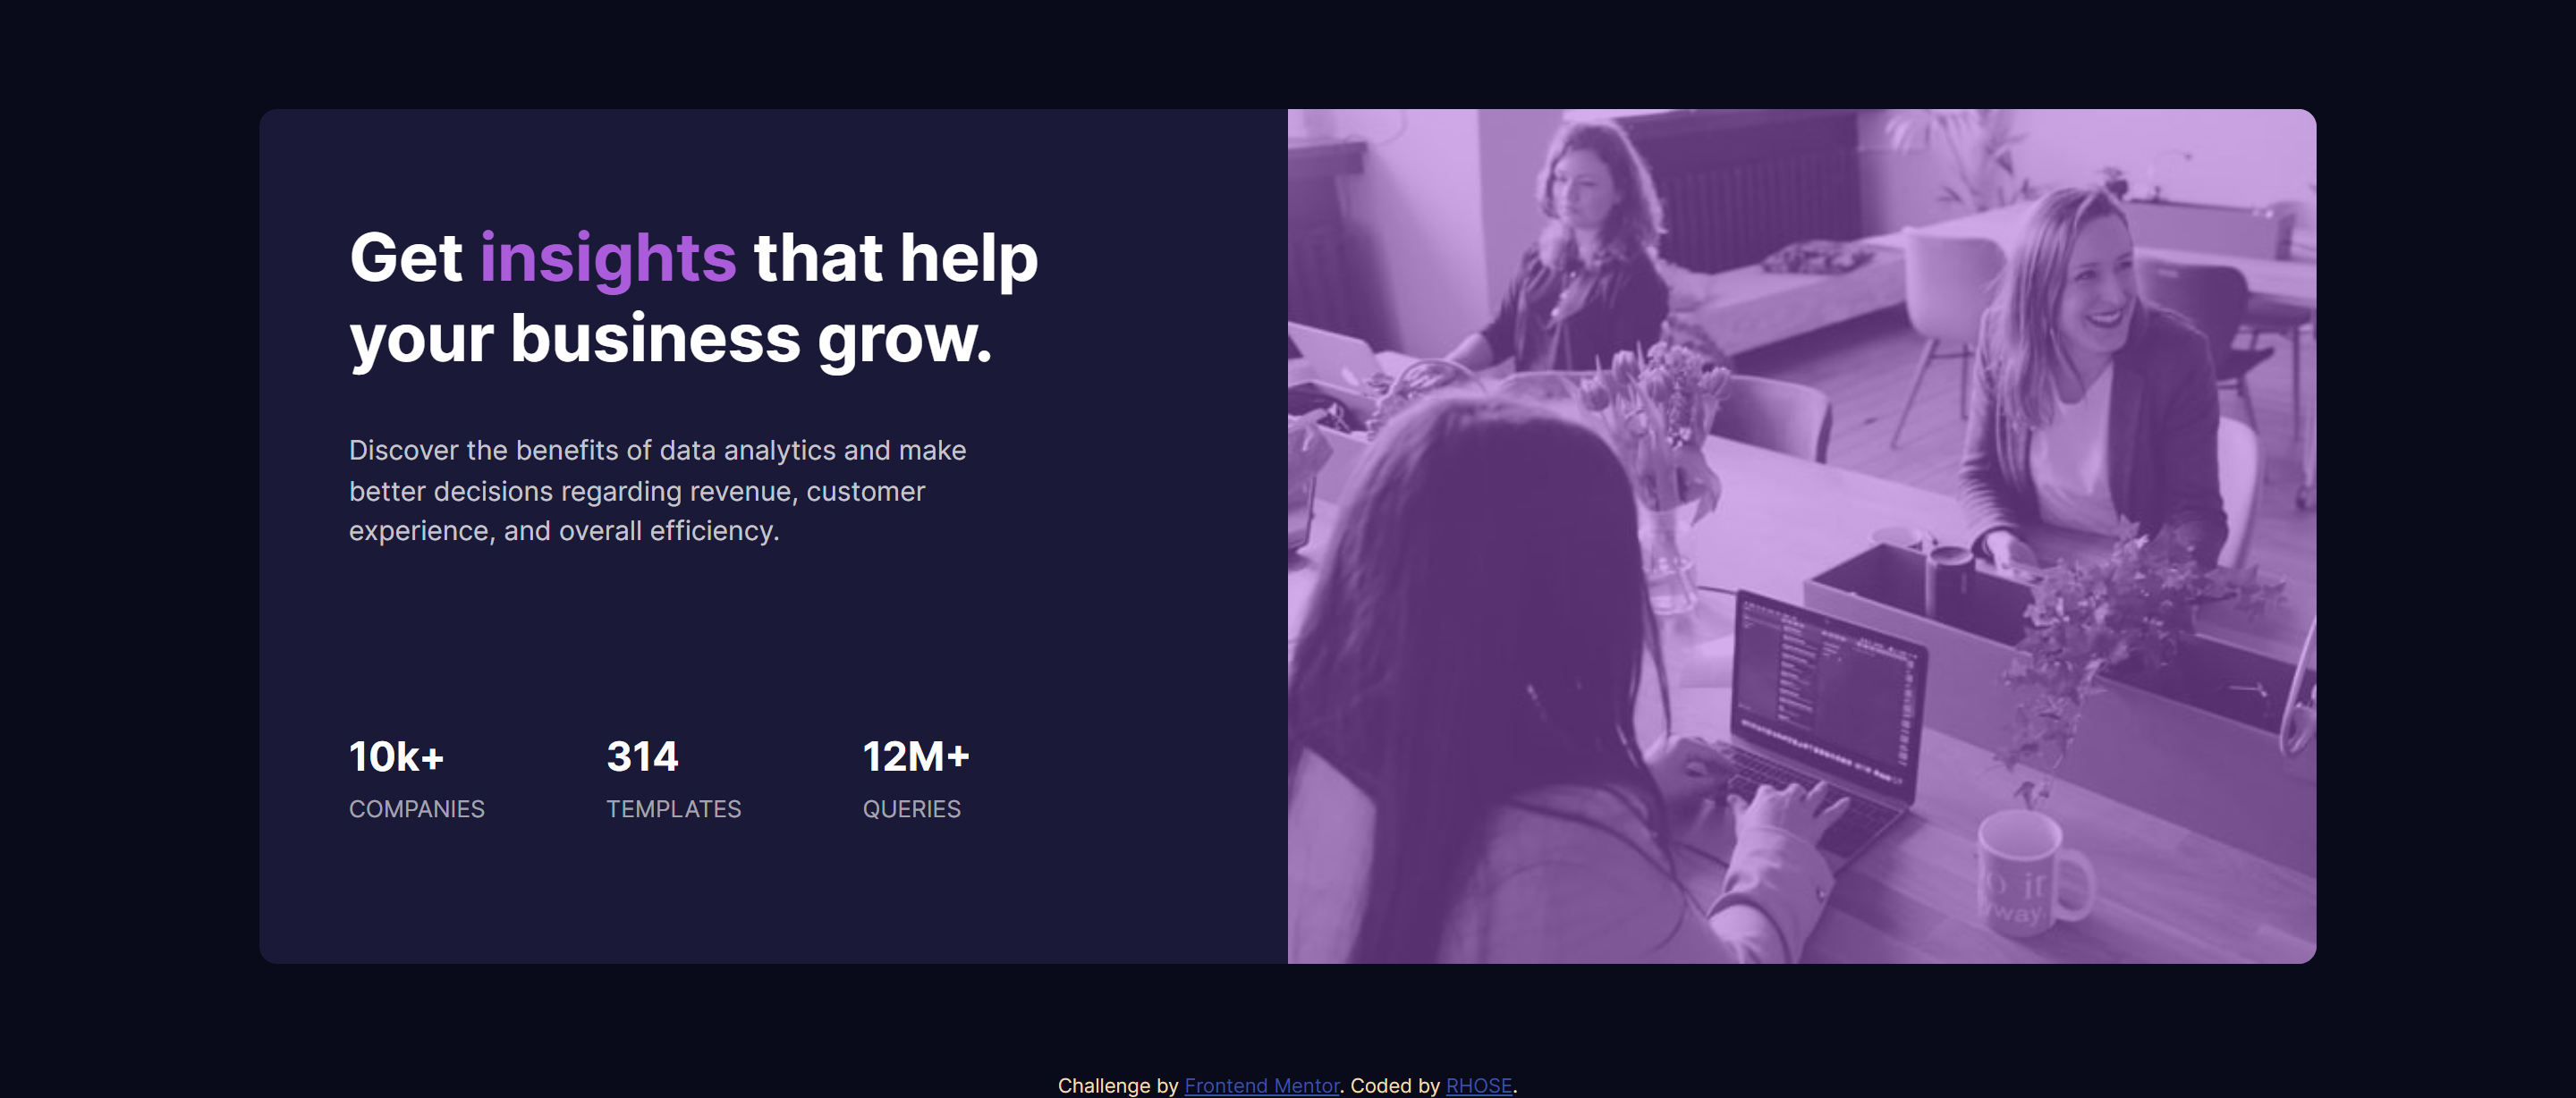 Get insights that help
your business grow.
Discover the benefits of data analytics and make
better decisions regarding revenue, customer
experience, and overall efficiency.
10k+ 314 12M+
COMPANIES TEMPLATES QUERIES
Challenge by Frontend Mentor. Coded by RHOSE.